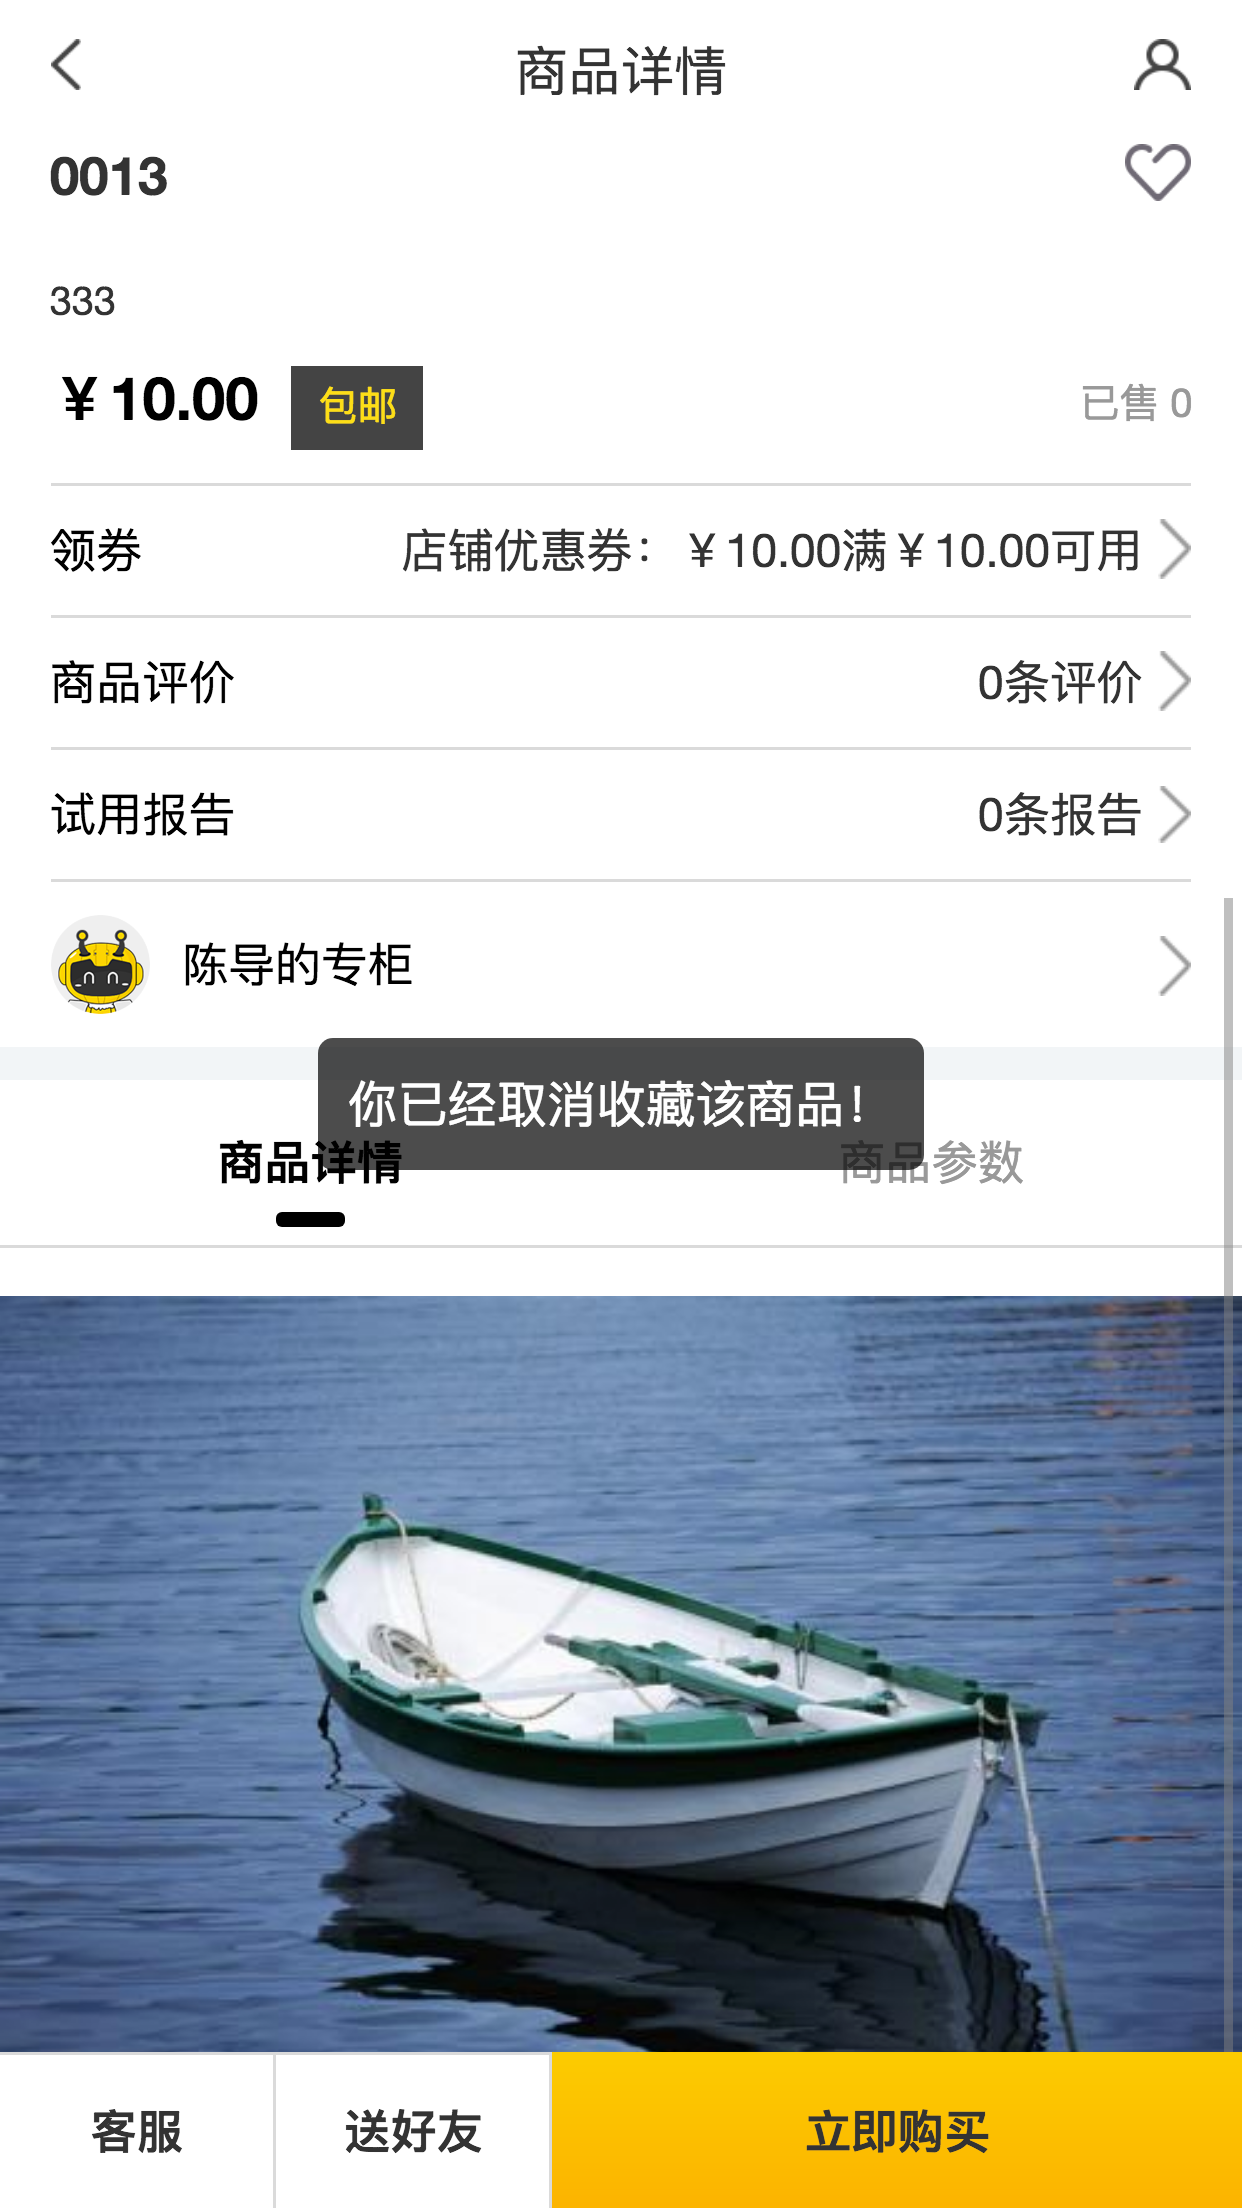 商品详情
0013
333
¥10.00 包邮 已售 0
领券 店铺优惠券：¥10.00满¥10.00可用
商品评价 0条评价
试用报告 0条报告
陈导的专柜
你已经取消收藏该商品！
商品详情 商品参数
客服 送好友 立即购买